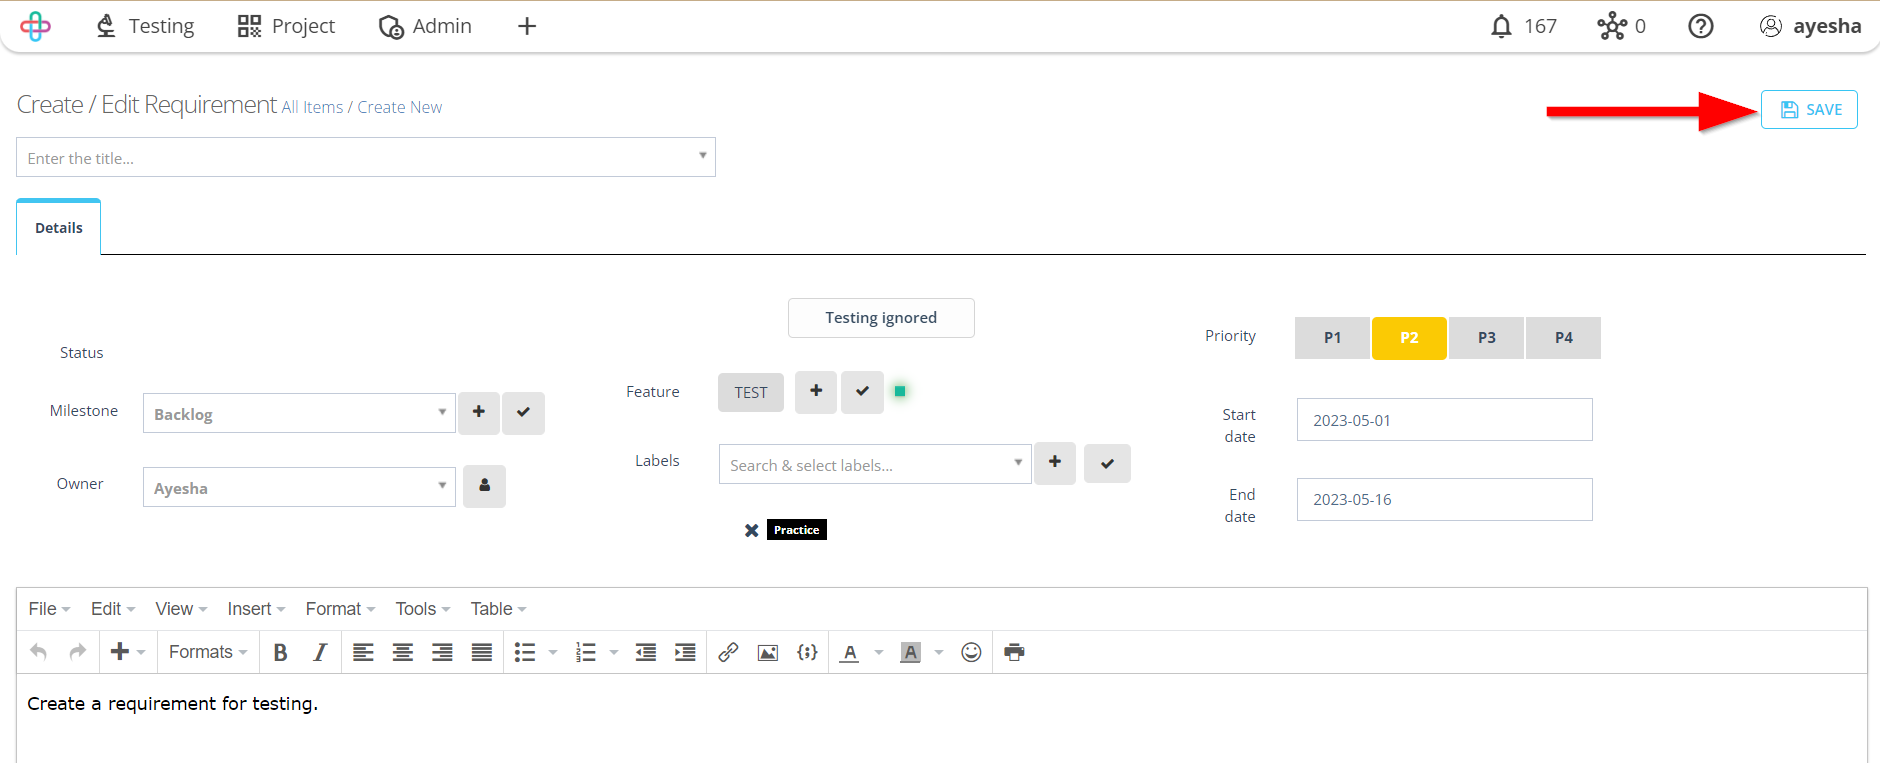 Testing Project Admin 167 0 ayesha
Create / Edit Requirement All Items / Create New
SAVE
Enter the title...
Details
Testing ignored
Status
Milestone Backlog
Owner Ayesha
Feature TEST
Labels Search & select labels...
Practice
Priority P1 P2 P3 P4
Start date 2023-05-01
End date 2023-05-16
File Edit View Insert Format Tools Table
Formats B I A A
Create a requirement for testing.